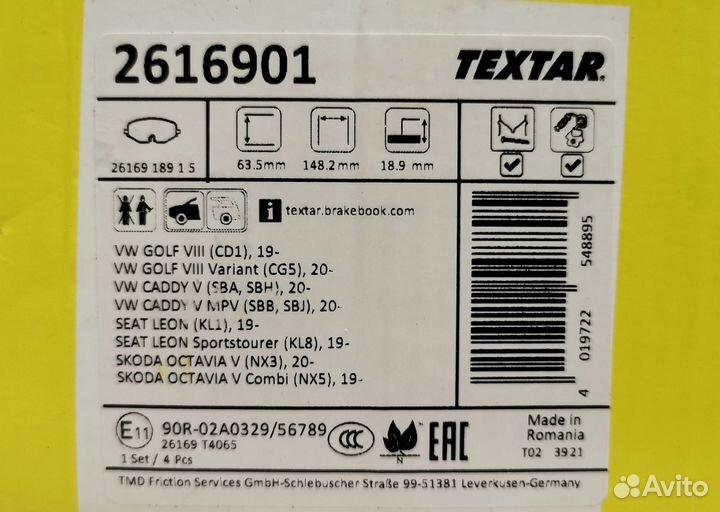 2616901
TEXTAR
26169 189 1 5
63.5mm
148.2mm
18.9 mm
i textar.brakebook.com
VW GOLF VIII (CD1), 19-
VW GOLF VIII Variant (CG5), 20-
VW CADDY V (SBA, SBH), 20-
VW CADDY V MPV (SBB, SBJ), 20-
SEAT LEON (KL1), 19-
SEAT LEON Sportstourer (KL8), 19-
SKODA OCTAVIA V (NX3), 20-
SKODA OCTAVIA V Combi (NX5), 19-
4 019722 548895
E11 90R-02A0329/56789
26169 T4065
1 Set / 4 Pcs
CCC
N
EAC
Made in
Romania
T02 3921
TMD Friction Services GmbH-Schlebuscher Straße 99-51381 Leverkusen-Germany
Avito